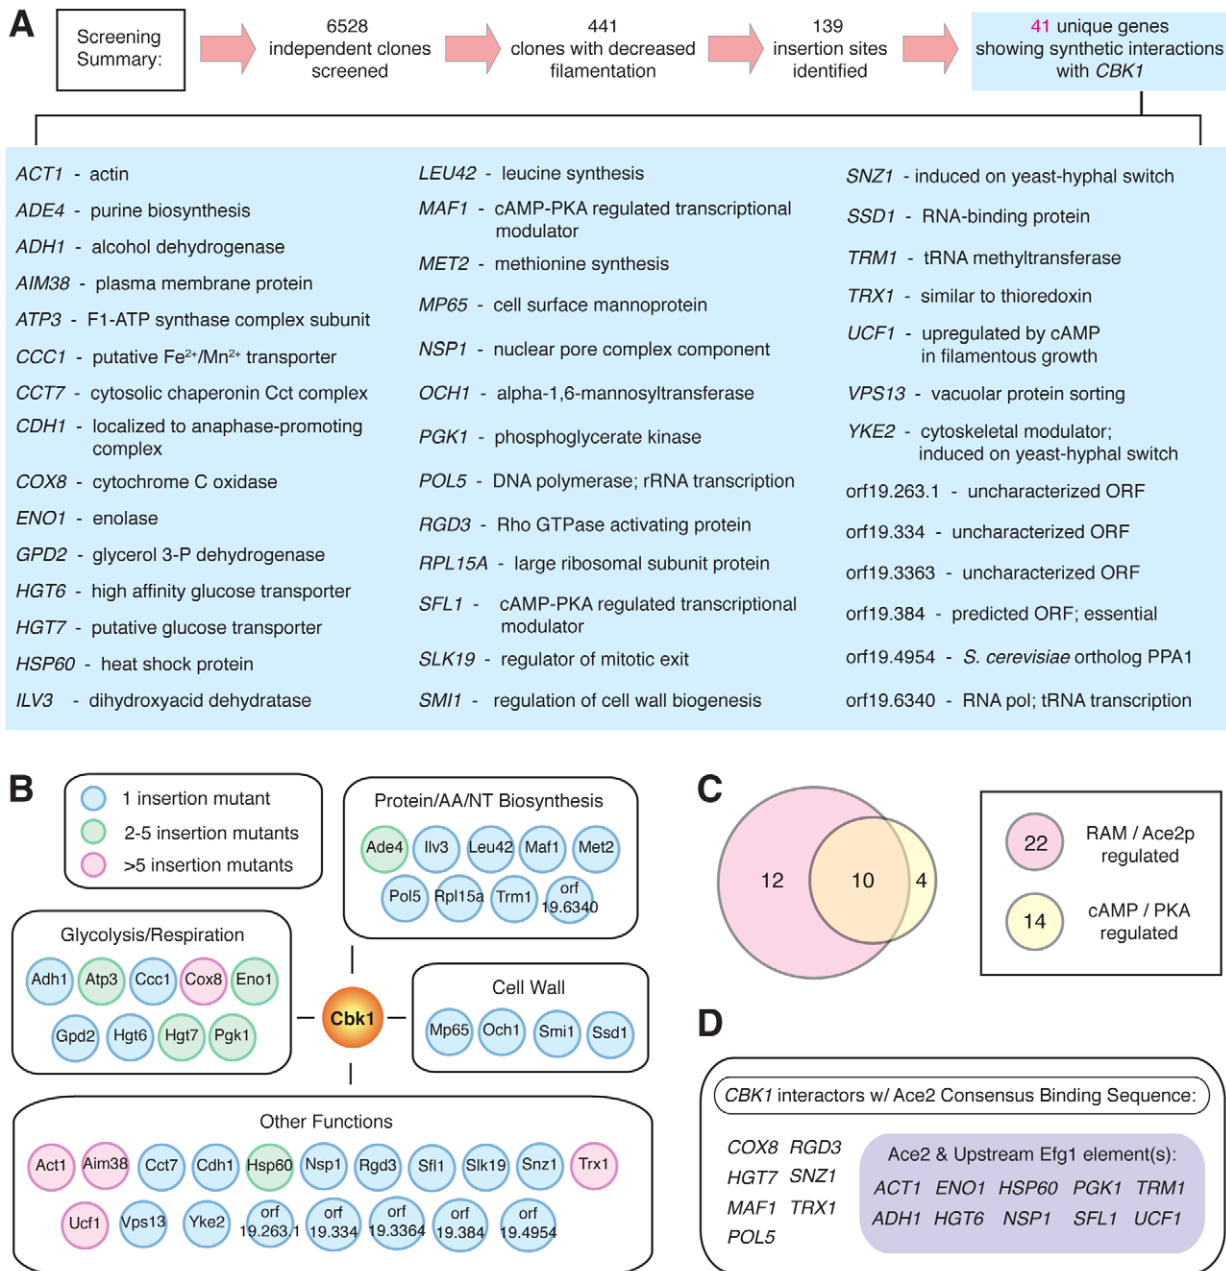 A
Screening
Summary:
6528
independent clones
screened
441
clones with decreased
filamentation
139
insertion sites
identified
41 unique genes
showing synthetic interactions
with CBK1
ACT1 - actin
ADE4 - purine biosynthesis
ADH1 - alcohol dehydrogenase
AIM38 - plasma membrane protein
ATP3 - F1-ATP synthase complex subunit
CCC1 - putative Fe²⁺/Mn²⁺ transporter
CCT7 - cytosolic chaperonin Cct complex
CDH1 - localized to anaphase-promoting
complex
COX8 - cytochrome C oxidase
ENO1 - enolase
GPD2 - glycerol 3-P dehydrogenase
HGT6 - high affinity glucose transporter
HGT7 - putative glucose transporter
HSP60 - heat shock protein
ILV3 - dihydroxyacid dehydratase
LEU42 - leucine synthesis
MAF1 - cAMP-PKA regulated transcriptional
modulator
MET2 - methionine synthesis
MP65 - cell surface mannoprotein
NSP1 - nuclear pore complex component
OCH1 - alpha-1,6-mannosyltransferase
PGK1 - phosphoglycerate kinase
POL5 - DNA polymerase; rRNA transcription
RGD3 - Rho GTPase activating protein
RPL15A - large ribosomal subunit protein
SFL1 - cAMP-PKA regulated transcriptional
modulator
SLK19 - regulator of mitotic exit
SMI1 - regulation of cell wall biogenesis
SNZ1 - induced on yeast-hyphal switch
SSD1 - RNA-binding protein
TRM1 - tRNA methyltransferase
TRX1 - similar to thioredoxin
UCF1 - upregulated by cAMP
in filamentous growth
VPS13 - vacuolar protein sorting
YKE2 - cytoskeletal modulator;
induced on yeast-hyphal switch
orf19.263.1 - uncharacterized ORF
orf19.334 - uncharacterized ORF
orf19.3363 - uncharacterized ORF
orf19.384 - predicted ORF; essential
orf19.4954 - S. cerevisiae ortholog PPA1
orf19.6340 - RNA pol; tRNA transcription
B
1 insertion mutant
2-5 insertion mutants
>5 insertion mutants
Protein/AA/NT Biosynthesis
Ade4 Ilv3 Leu42 Maf1 Met2
Pol5 Rpl15a Trm1 orf
19.6340
Glycolysis/Respiration
Adh1 Atp3 Ccc1 Cox8 Eno1
Gpd2 Hgt6 Hgt7 Pgk1
Cbk1
Cell Wall
Mp65 Och1 Smi1 Ssd1
Other Functions
Act1 Aim38 Cct7 Cdh1 Hsp60 Nsp1 Rgd3 Sfl1 Slk19 Snz1 Trx1
Ucf1 Vps13 Yke2 orf orf orf orf orf
19.263.1 19.334 19.3364 19.384 19.4954
C
12 10 4
22 RAM / Ace2p
regulated
14 cAMP / PKA
regulated
D
CBK1 interactors w/ Ace2 Consensus Binding Sequence:
COX8 RGD3
HGT7 SNZ1
MAF1 TRX1
POL5
Ace2 & Upstream Efg1 element(s):
ACT1 ENO1 HSP60 PGK1 TRM1
ADH1 HGT6 NSP1 SFL1 UCF1